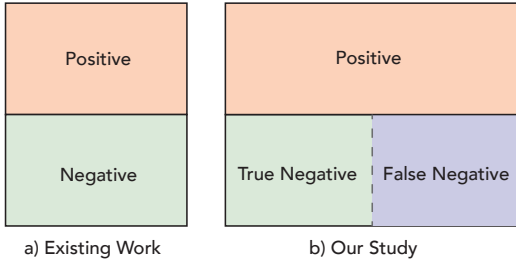 Positive
Negative
a) Existing Work
Positive
True Negative
False Negative
b) Our Study